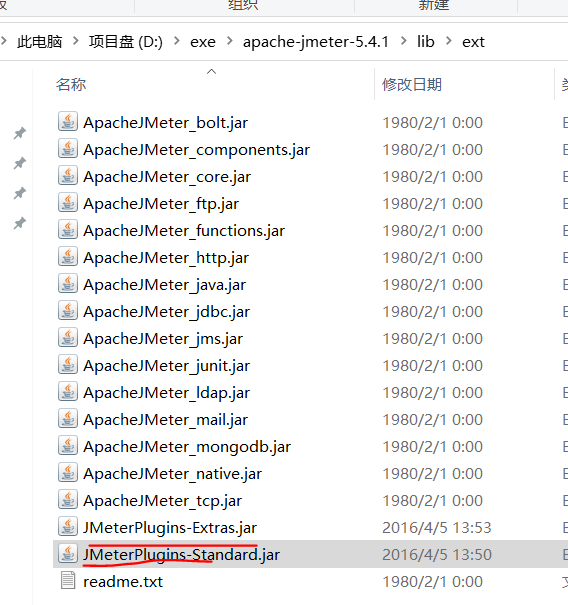 组织
新建
此电脑 > 项目盘 (D:) > exe > apache-jmeter-5.4.1 > lib > ext
名称 修改日期
ApacheJMeter_bolt.jar 1980/2/1 0:00
ApacheJMeter_components.jar 1980/2/1 0:00
ApacheJMeter_core.jar 1980/2/1 0:00
ApacheJMeter_ftp.jar 1980/2/1 0:00
ApacheJMeter_functions.jar 1980/2/1 0:00
ApacheJMeter_http.jar 1980/2/1 0:00
ApacheJMeter_java.jar 1980/2/1 0:00
ApacheJMeter_jdbc.jar 1980/2/1 0:00
ApacheJMeter_jms.jar 1980/2/1 0:00
ApacheJMeter_junit.jar 1980/2/1 0:00
ApacheJMeter_ldap.jar 1980/2/1 0:00
ApacheJMeter_mail.jar 1980/2/1 0:00
ApacheJMeter_mongodb.jar 1980/2/1 0:00
ApacheJMeter_native.jar 1980/2/1 0:00
ApacheJMeter_tcp.jar 1980/2/1 0:00
JMeterPlugins-Extras.jar 2016/4/5 13:53
JMeterPlugins-Standard.jar 2016/4/5 13:50
readme.txt 1980/2/1 0:00